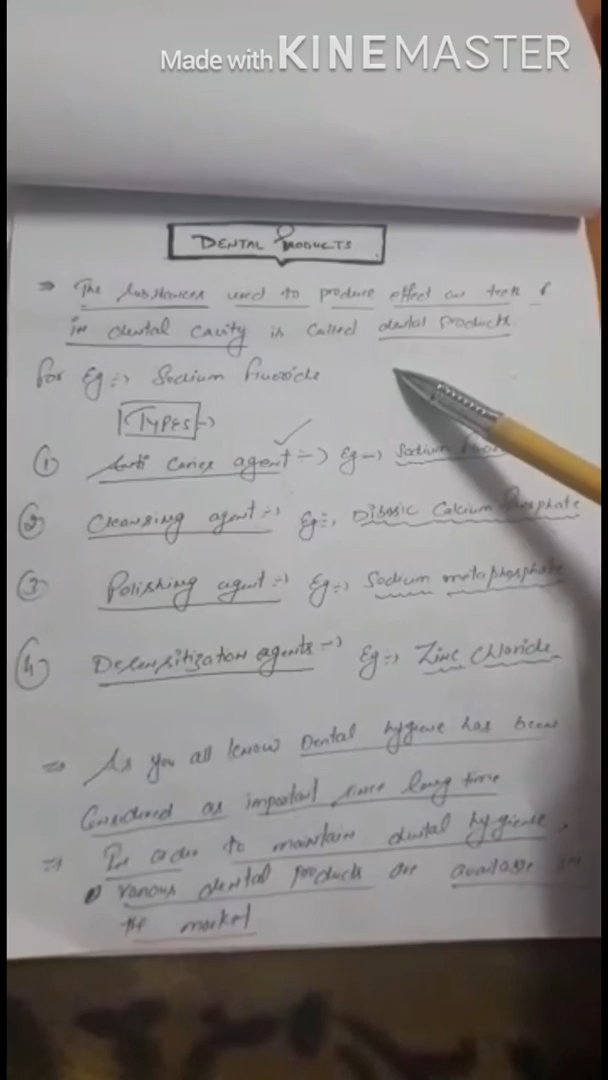 Made with KINEMASTER
DENTAL PRODUCTS
⇒ The substances used to produce effect on teeth &
in dental cavity is called dental products.
for Eg :→ Sodium fluoride
Types →
① Anti Caries agent :→ Eg → Sodium
② Cleansing agent :→ Eg :→ Dibasic Calcium Phosphate
③ Polishing agent :→ Eg :→ Sodium metaphosphate
④ Desensitization agents :→ Eg :→ Zinc Chloride
⇒ As you all know Dental hygiene has been
Considered as important since long time
⇒ In order to maintain dental hygiene,
various dental products are available in
the market